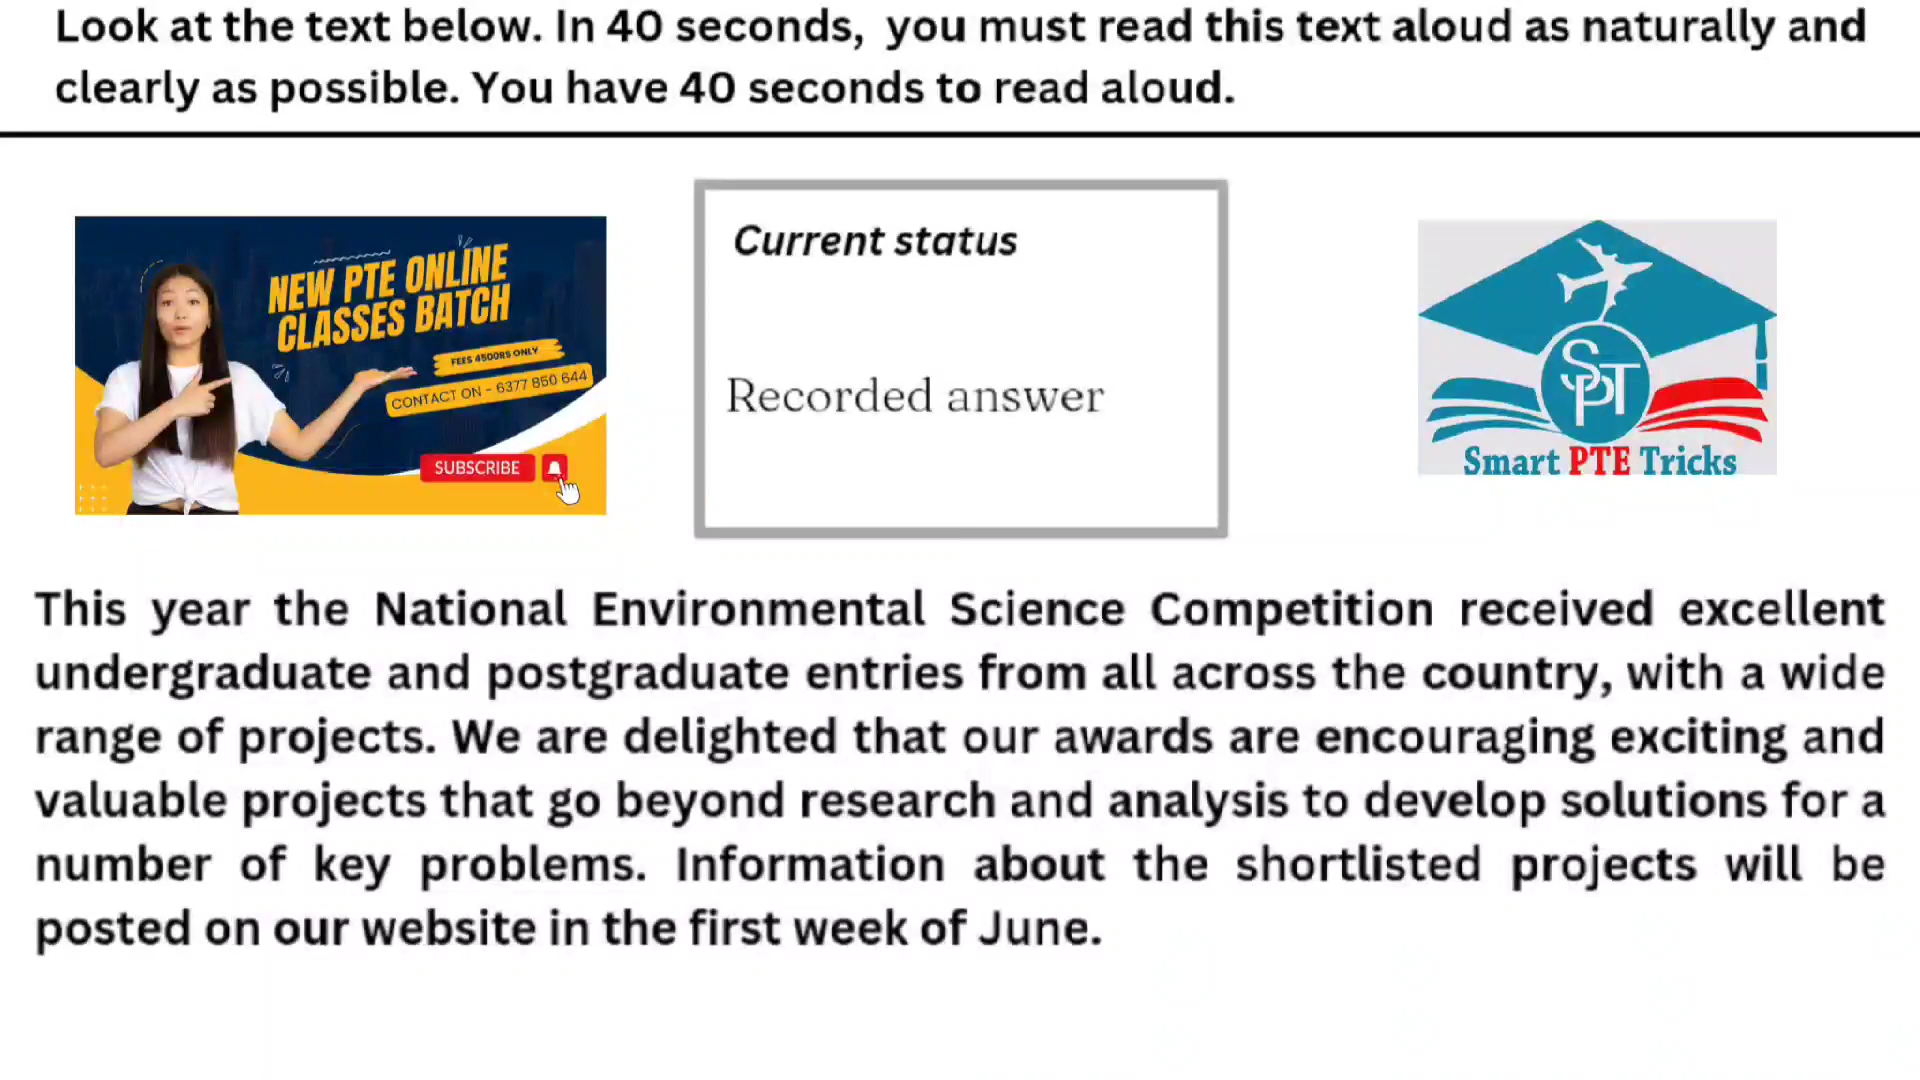 Look at the text below. In 40 seconds, you must read this text aloud as naturally and
clearly as possible. You have 40 seconds to read aloud.
NEW PTE ONLINE
CLASSES BATCH
FEES 4500RS ONLY
CONTACT ON - 6377 850 644
SUBSCRIBE
Current status
Recorded answer
SPT
Smart PTE Tricks
This year the National Environmental Science Competition received excellent
undergraduate and postgraduate entries from all across the country, with a wide
range of projects. We are delighted that our awards are encouraging exciting and
valuable projects that go beyond research and analysis to develop solutions for a
number of key problems. Information about the shortlisted projects will be
posted on our website in the first week of June.